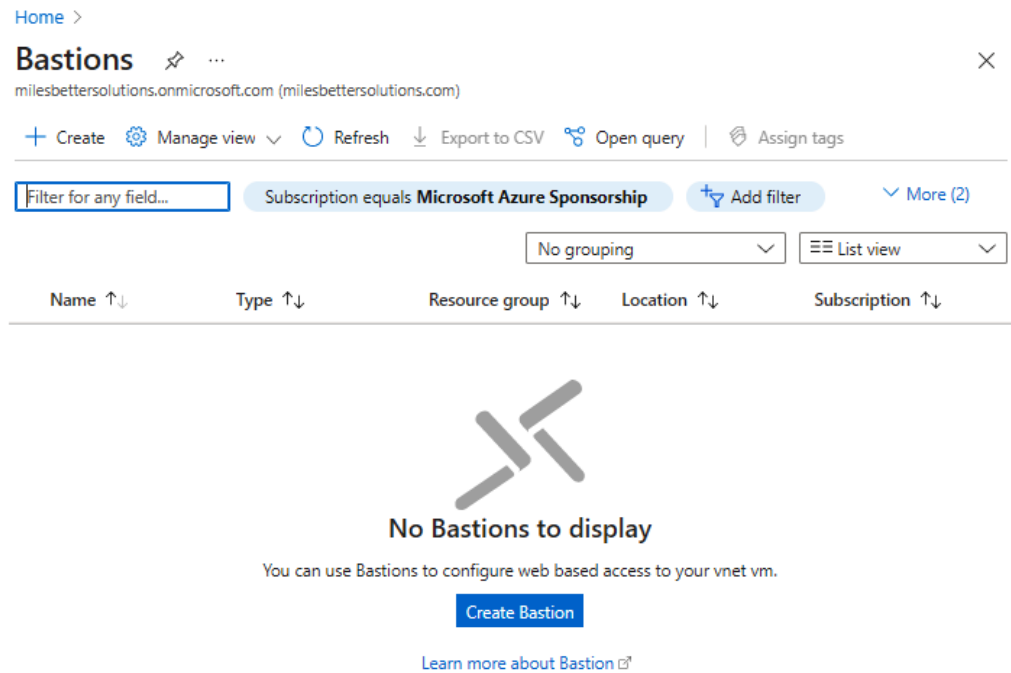 Home >
Bastions ...
milesbettersolutions.onmicrosoft.com (milesbettersolutions.com)
+ Create Manage view Refresh Export to CSV Open query Assign tags
Filter for any field... Subscription equals Microsoft Azure Sponsorship Add filter More (2)
No grouping List view
Name ↑↓ Type ↑↓ Resource group ↑↓ Location ↑↓ Subscription ↑↓
No Bastions to display
You can use Bastions to configure web based access to your vnet vm.
Create Bastion
Learn more about Bastion